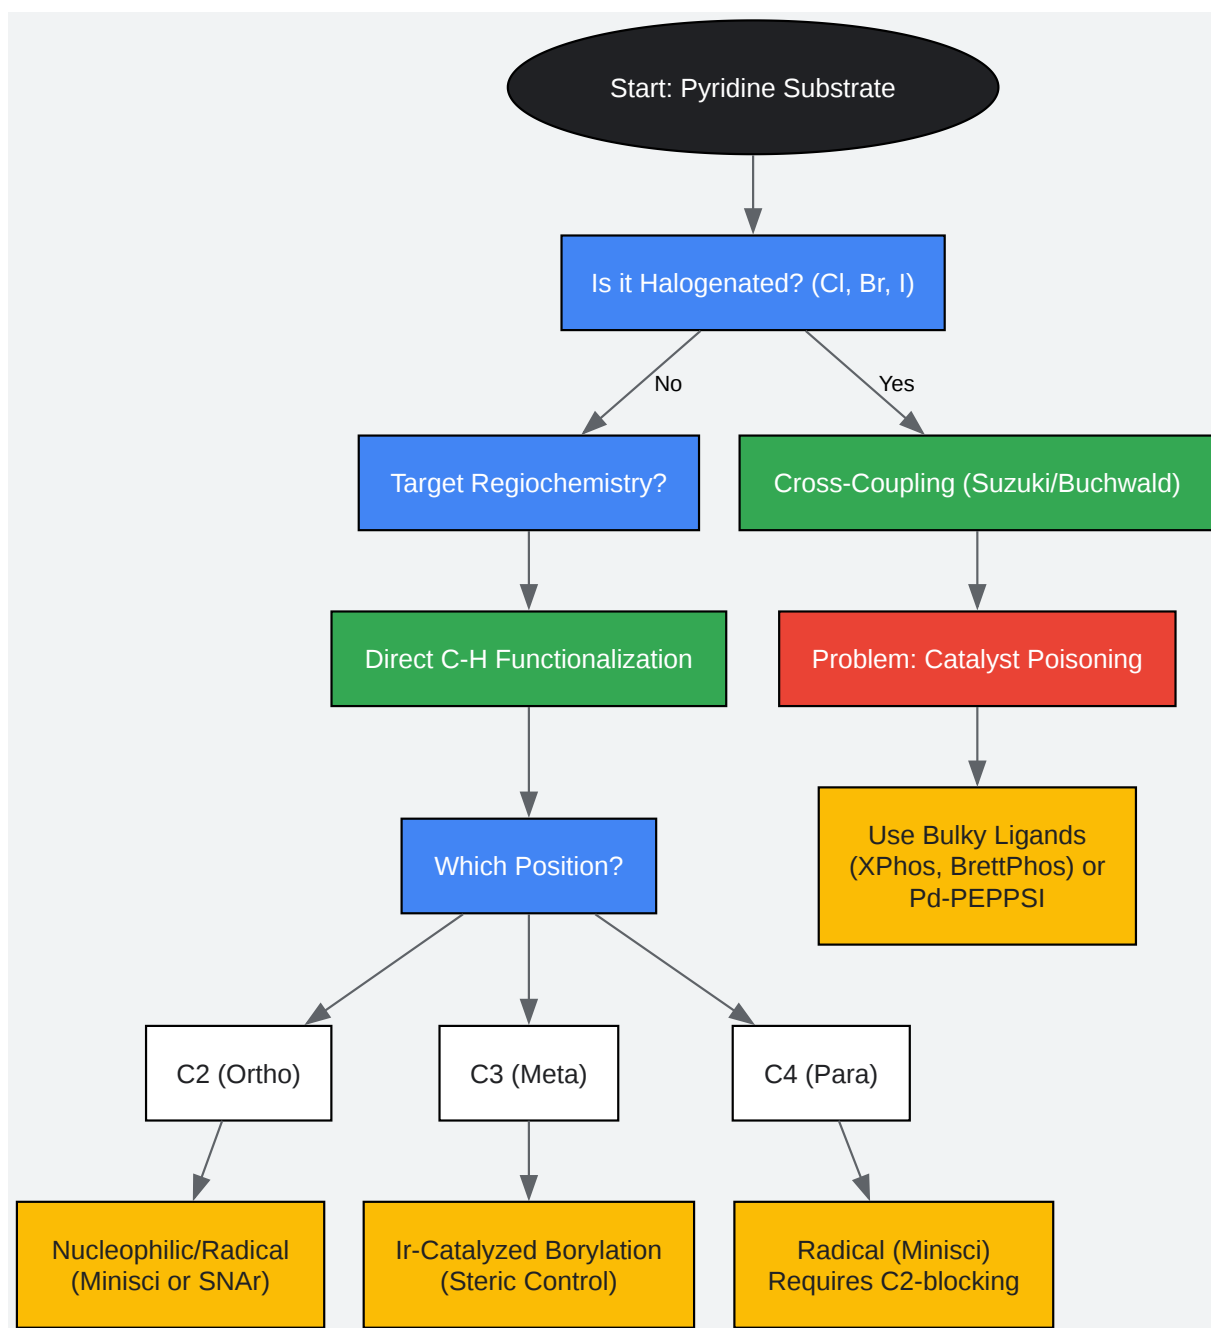 Start: Pyridine Substrate
Is it Halogenated? (Cl, Br, I)
No
Yes
Target Regiochemistry?
Cross-Coupling (Suzuki/Buchwald)
Direct C-H Functionalization
Problem: Catalyst Poisoning
Which Position?
Use Bulky Ligands
(XPhos, BrettPhos) or
Pd-PEPPSI
C2 (Ortho)
C3 (Meta)
C4 (Para)
Nucleophilic/Radical
(Minisci or SNAr)
Ir-Catalyzed Borylation
(Steric Control)
Radical (Minisci)
Requires C2-blocking